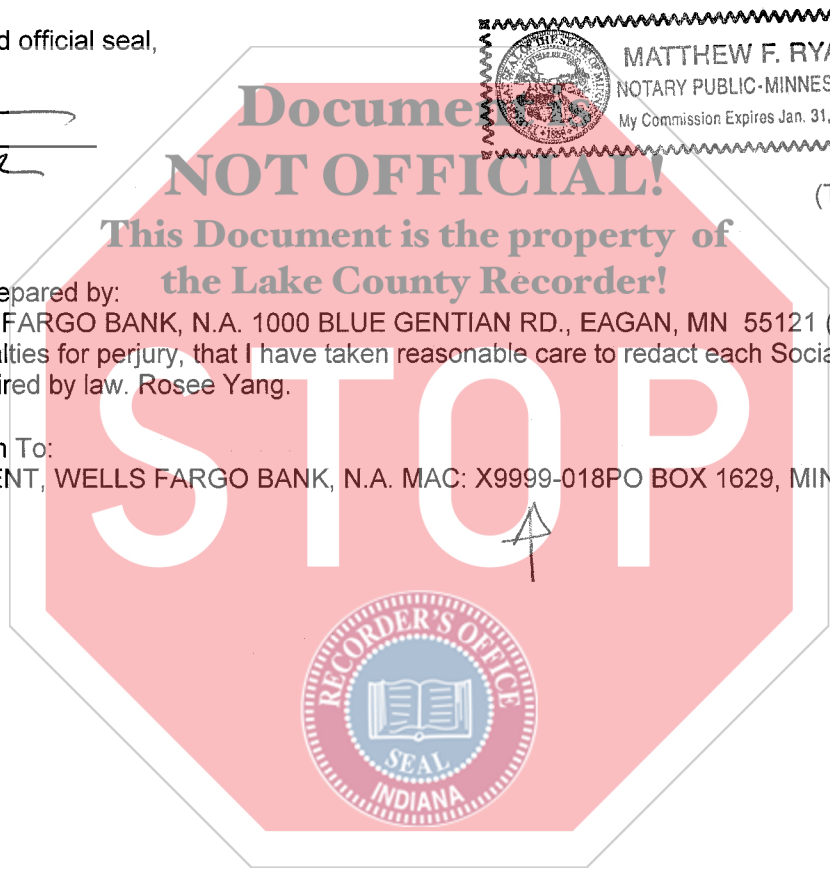 d official seal,
MATTHEW F. RYA
NOTARY PUBLIC-MINNES
My Commission Expires Jan. 31,
Document is
NOT OFFICIAL!
(T
This Document is the property of
the Lake County Recorder!
epared by:
FARGO BANK, N.A. 1000 BLUE GENTIAN RD., EAGAN, MN 55121 (
alties for perjury, that I have taken reasonable care to redact each Socia
ired by law. Rosee Yang.
n To:
ENT, WELLS FARGO BANK, N.A. MAC: X9999-018PO BOX 1629, MIN
STOP
RECORDER'S OFFICE
SEAL
INDIANA